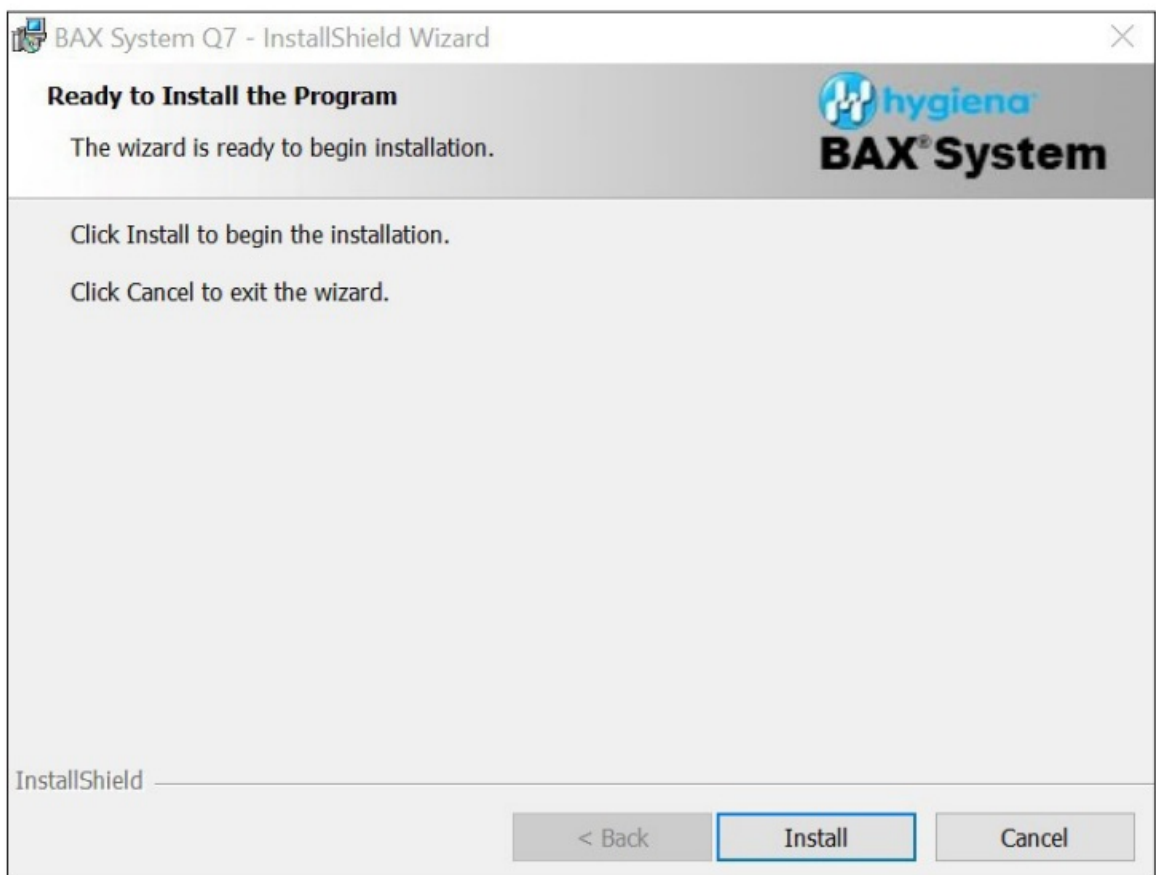 BAX System Q7 - InstallShield Wizard
Ready to Install the Program
The wizard is ready to begin installation.
hygiena
BAX®System
Click Install to begin the installation.
Click Cancel to exit the wizard.
InstallShield
< Back
Install
Cancel